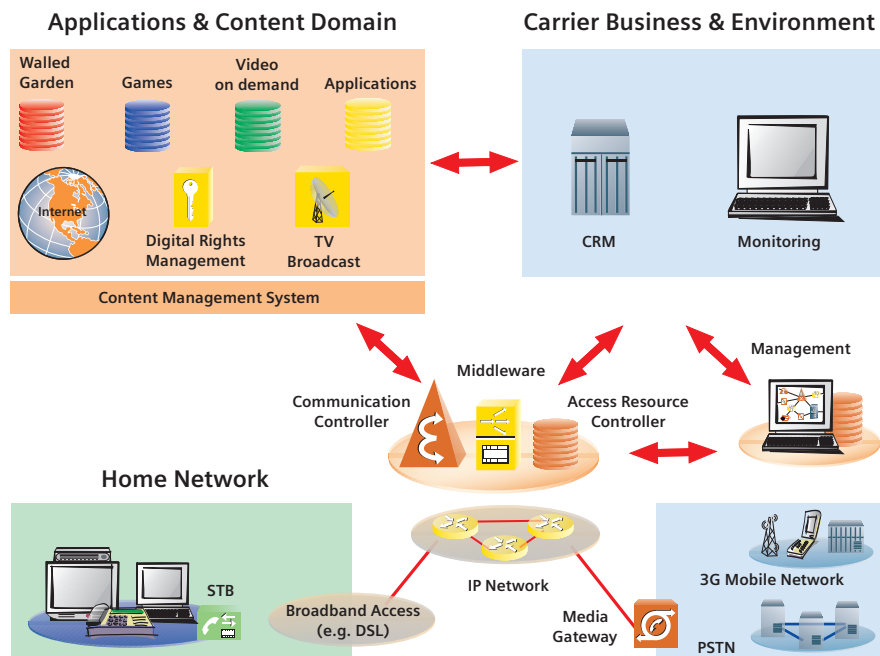 Applications & Content Domain
Carrier Business & Environment
Walled
Garden
Games
Video
on demand
Applications
Internet
Digital Rights
Management
TV
Broadcast
CRM
Monitoring
Content Management System
Management
Middleware
Communication
Controller
Access Resource
Controller
Home Network
STB
IP Network
3G Mobile Network
Broadband Access
(e.g. DSL)
Media
Gateway
PSTN